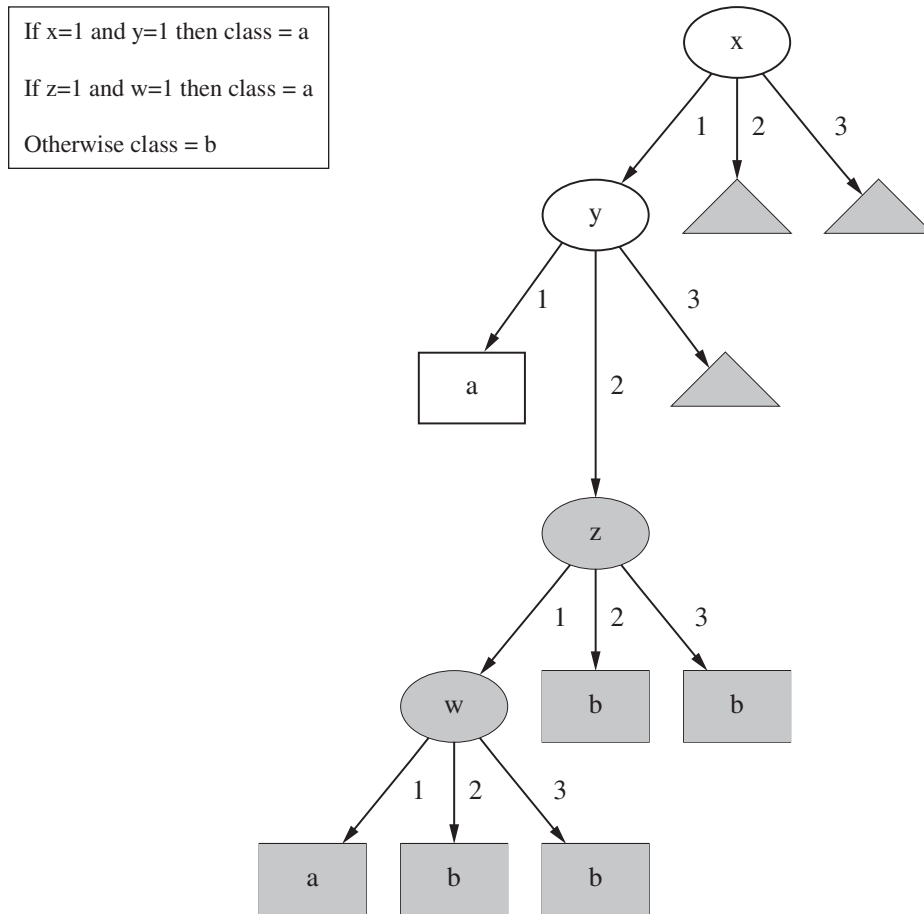 If x=1 and y=1 then class = a
If z=1 and w=1 then class = a
Otherwise class = b
x
1 2 3
y
1 2 3
a
z
1 2 3
w b b
1 2 3
a b b